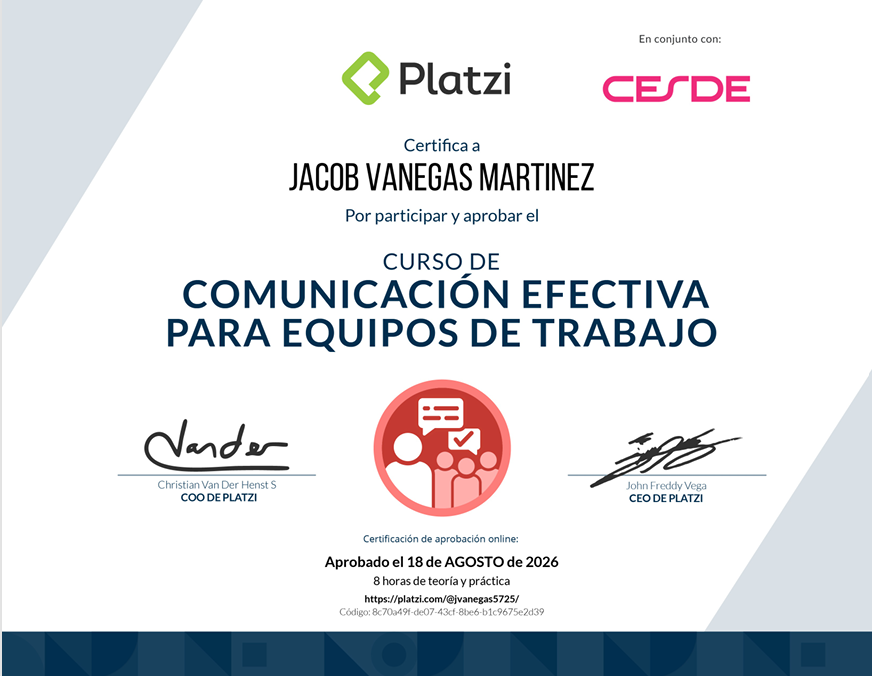 En conjunto con:
Platzi
CESDE
Certifica a
JACOB VANEGAS MARTINEZ
Por participar y aprobar el
CURSO DE
COMUNICACIÓN EFECTIVA
PARA EQUIPOS DE TRABAJO
Vander
Christian Van Der Henst S
COO DE PLATZI
John Freddy Vega
CEO DE PLATZI
Certificación de aprobación online:
Aprobado el 18 de AGOSTO de 2026
8 horas de teoría y práctica
https://platzi.com/@jvanegas5725/
Código: 8c70a49f-de07-43cf-8be6-b1c9675e2d39